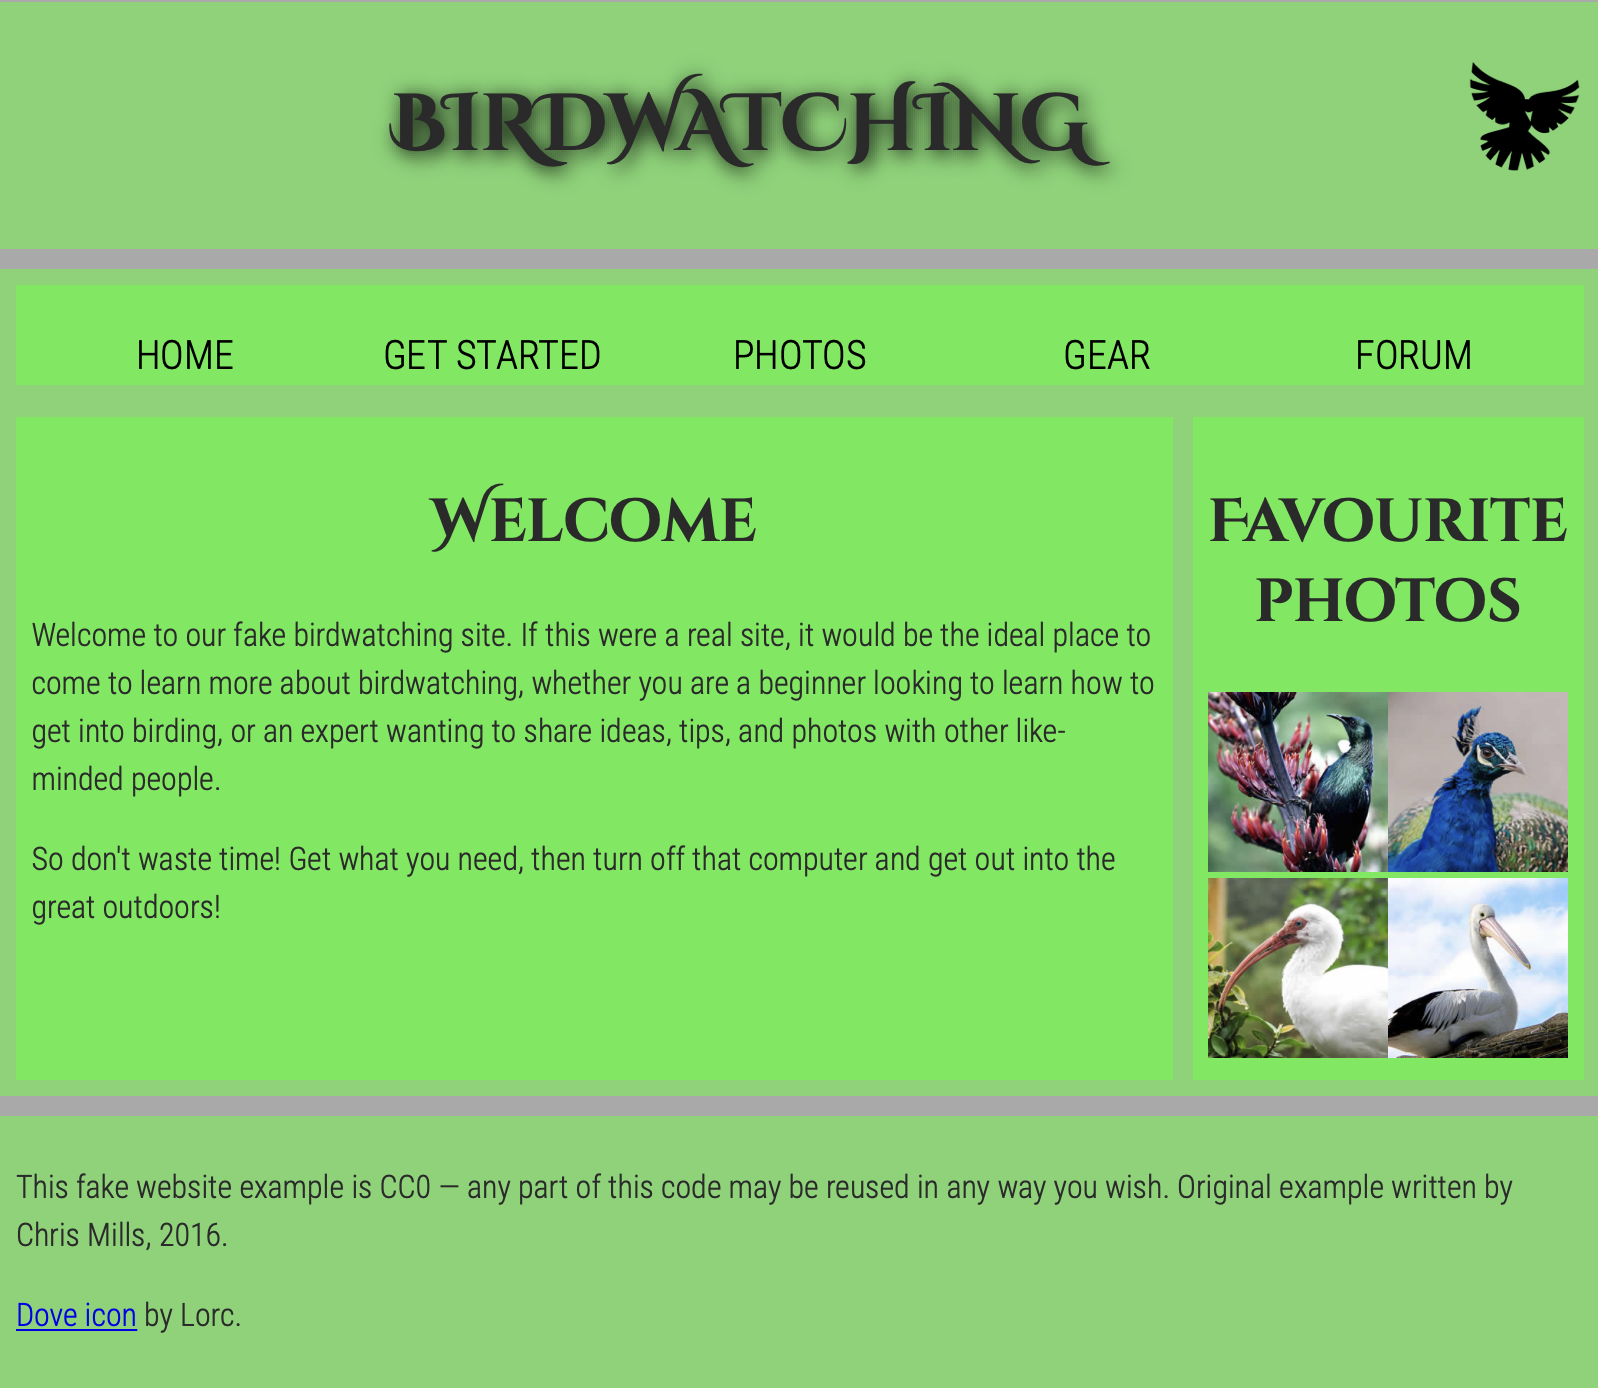 BIRDWATCHING
HOME GET STARTED PHOTOS GEAR FORUM
Welcome
Welcome to our fake birdwatching site. If this were a real site, it would be the ideal place to
come to learn more about birdwatching, whether you are a beginner looking to learn how to
get into birding, or an expert wanting to share ideas, tips, and photos with other like-
minded people.
So don't waste time! Get what you need, then turn off that computer and get out into the
great outdoors!
Favourite
photos
This fake website example is CC0 — any part of this code may be reused in any way you wish. Original example written by
Chris Mills, 2016.
Dove icon by Lorc.